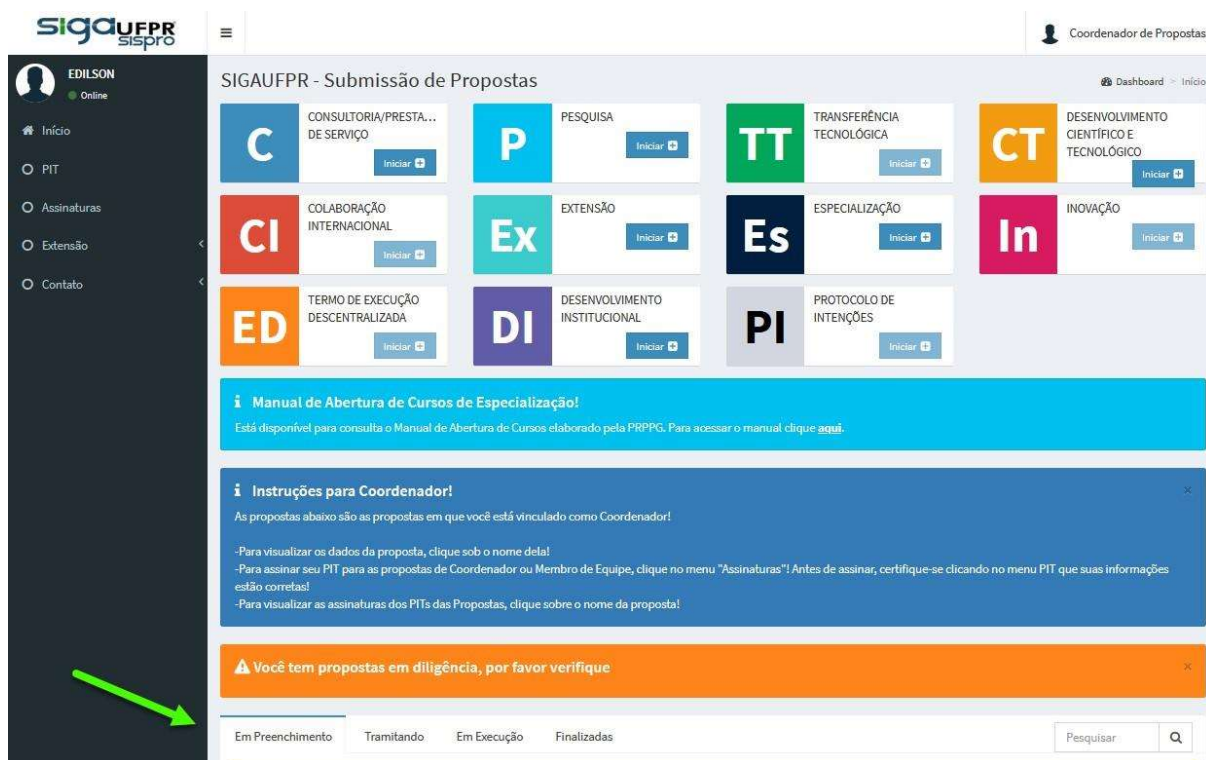 sigaUFPR
sispro
Coordenador de Propostas
EDILSON
Online
Início
PIT
Assinaturas
Extensão
Contato
SIGAUFPR - Submissão de Propostas
Dashboard > Início
C
CONSULTORIA/PRESTA...
DE SERVIÇO
Iniciar
P
PESQUISA
Iniciar
TT
TRANSFERÊNCIA
TECNOLÓGICA
Iniciar
CT
DESENVOLVIMENTO
CIENTÍFICO E
TECNOLÓGICO
Iniciar
CI
COLABORAÇÃO
INTERNACIONAL
Iniciar
Ex
EXTENSÃO
Iniciar
Es
ESPECIALIZAÇÃO
Iniciar
In
INOVAÇÃO
Iniciar
ED
TERMO DE EXECUÇÃO
DESCENTRALIZADA
Iniciar
DI
DESENVOLVIMENTO
INSTITUCIONAL
Iniciar
PI
PROTOCOLO DE
INTENÇÕES
Iniciar
Manual de Abertura de Cursos de Especialização!
Está disponível para consulta o Manual de Abertura de Cursos elaborado pela PRPPG. Para acessar o manual clique aqui.
Instruções para Coordenador!
As propostas abaixo são as propostas em que você está vinculado como Coordenador!
-Para visualizar os dados da proposta, clique sob o nome dela!
-Para assinar seu PIT para as propostas de Coordenador ou Membro de Equipe, clique no menu "Assinaturas"! Antes de assinar, certifique-se clicando no menu PIT que suas informações
estão corretas!
-Para visualizar as assinaturas dos PITs das Propostas, clique sobre o nome da proposta!
Você tem propostas em diligência, por favor verifique
Em Preenchimento Tramitando Em Execução Finalizadas Pesquisar